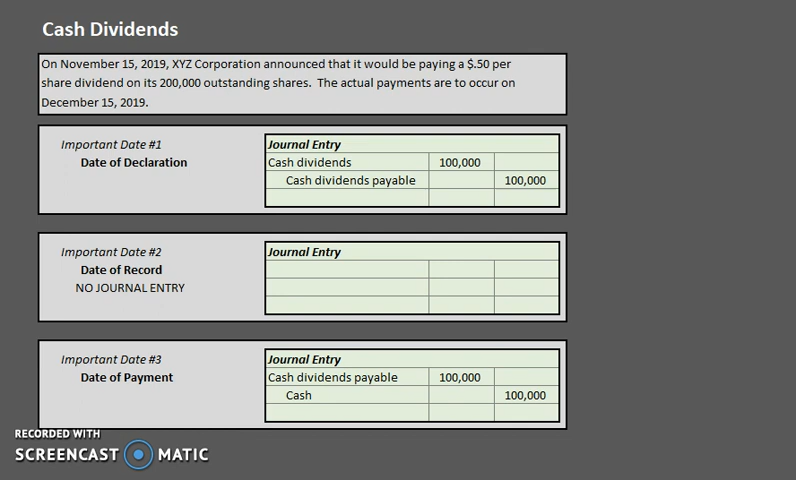 Cash Dividends
On November 15, 2019, XYZ Corporation announced that it would be paying a $.50 per
share dividend on its 200,000 outstanding shares.  The actual payments are to occur on
December 15, 2019.
Important Date #1
Date of Declaration
Journal Entry
Cash dividends 100,000
Cash dividends payable 100,000
Important Date #2
Date of Record
NO JOURNAL ENTRY
Journal Entry
Important Date #3
Date of Payment
Journal Entry
Cash dividends payable 100,000
Cash 100,000
RECORDED WITH
SCREENCAST MATIC